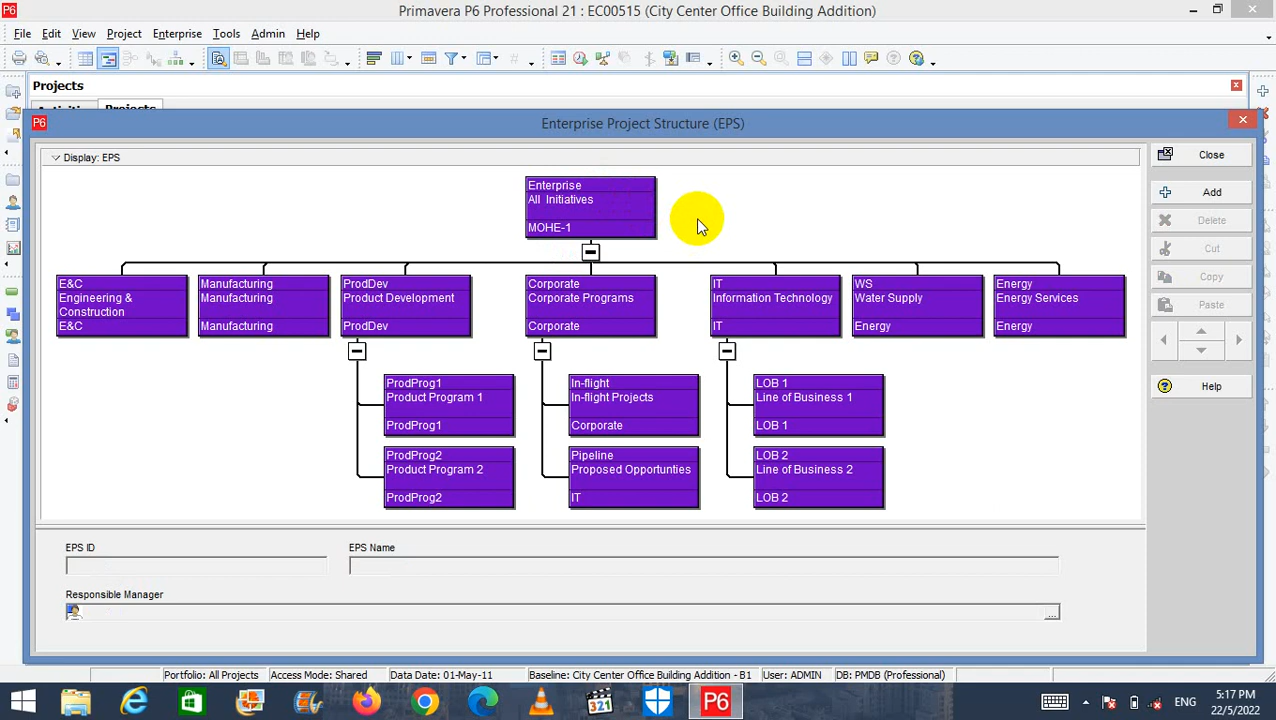 Primavera P6 Professional 21 : EC00515 (City Center Office Building Addition)
File Edit View Project Enterprise Tools Admin Help
Projects
Projects
P6 Enterprise Project Structure (EPS)
Display: EPS
Close
Add
Delete
Cut
Copy
Paste
Help
Enterprise
All Initiatives
MOHE-1
E&C
Engineering &
Construction
E&C
Manufacturing
Manufacturing
Manufacturing
ProdDev
Product Development
ProdDev
Corporate
Corporate Programs
Corporate
IT
Information Technology
IT
WS
Water Supply
Energy
Energy
Energy Services
Energy
ProdProg1
Product Program 1
ProdProg1
In-flight
In-flight Projects
Corporate
LOB 1
Line of Business 1
LOB 1
ProdProg2
Product Program 2
ProdProg2
Pipeline
Proposed Opportunties
IT
LOB 2
Line of Business 2
LOB 2
EPS ID
EPS Name
Responsible Manager
...
Portfolio: All Projects Access Mode: Shared Data Date: 01-May-11 Baseline: City Center Office Building Addition - B1 User: ADMIN DB: PMDB (Professional)
321
P6
ENG
5:17 PM
22/5/2022